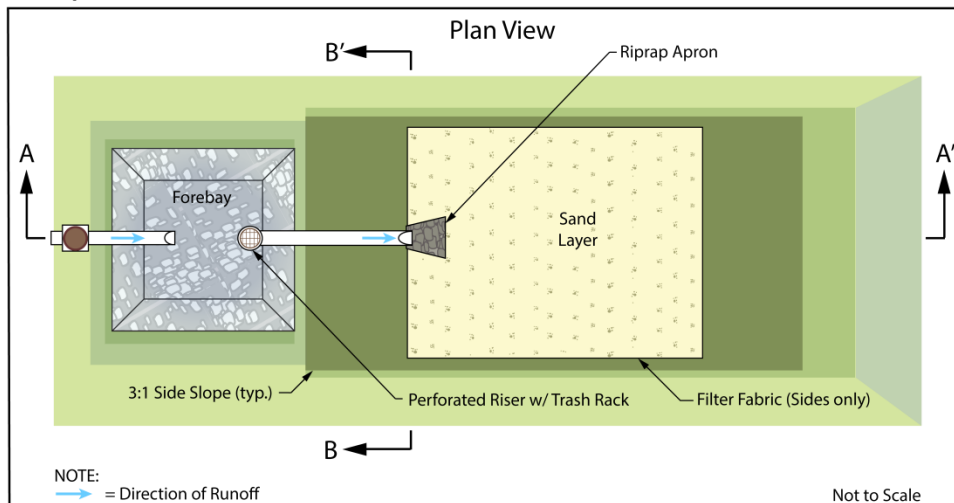 Plan View
B'
Riprap Apron
A
A'
Forebay
Sand
Layer
3:1 Side Slope (typ.)
Perforated Riser w/ Trash Rack
Filter Fabric (Sides only)
B
NOTE:
= Direction of Runoff
Not to Scale